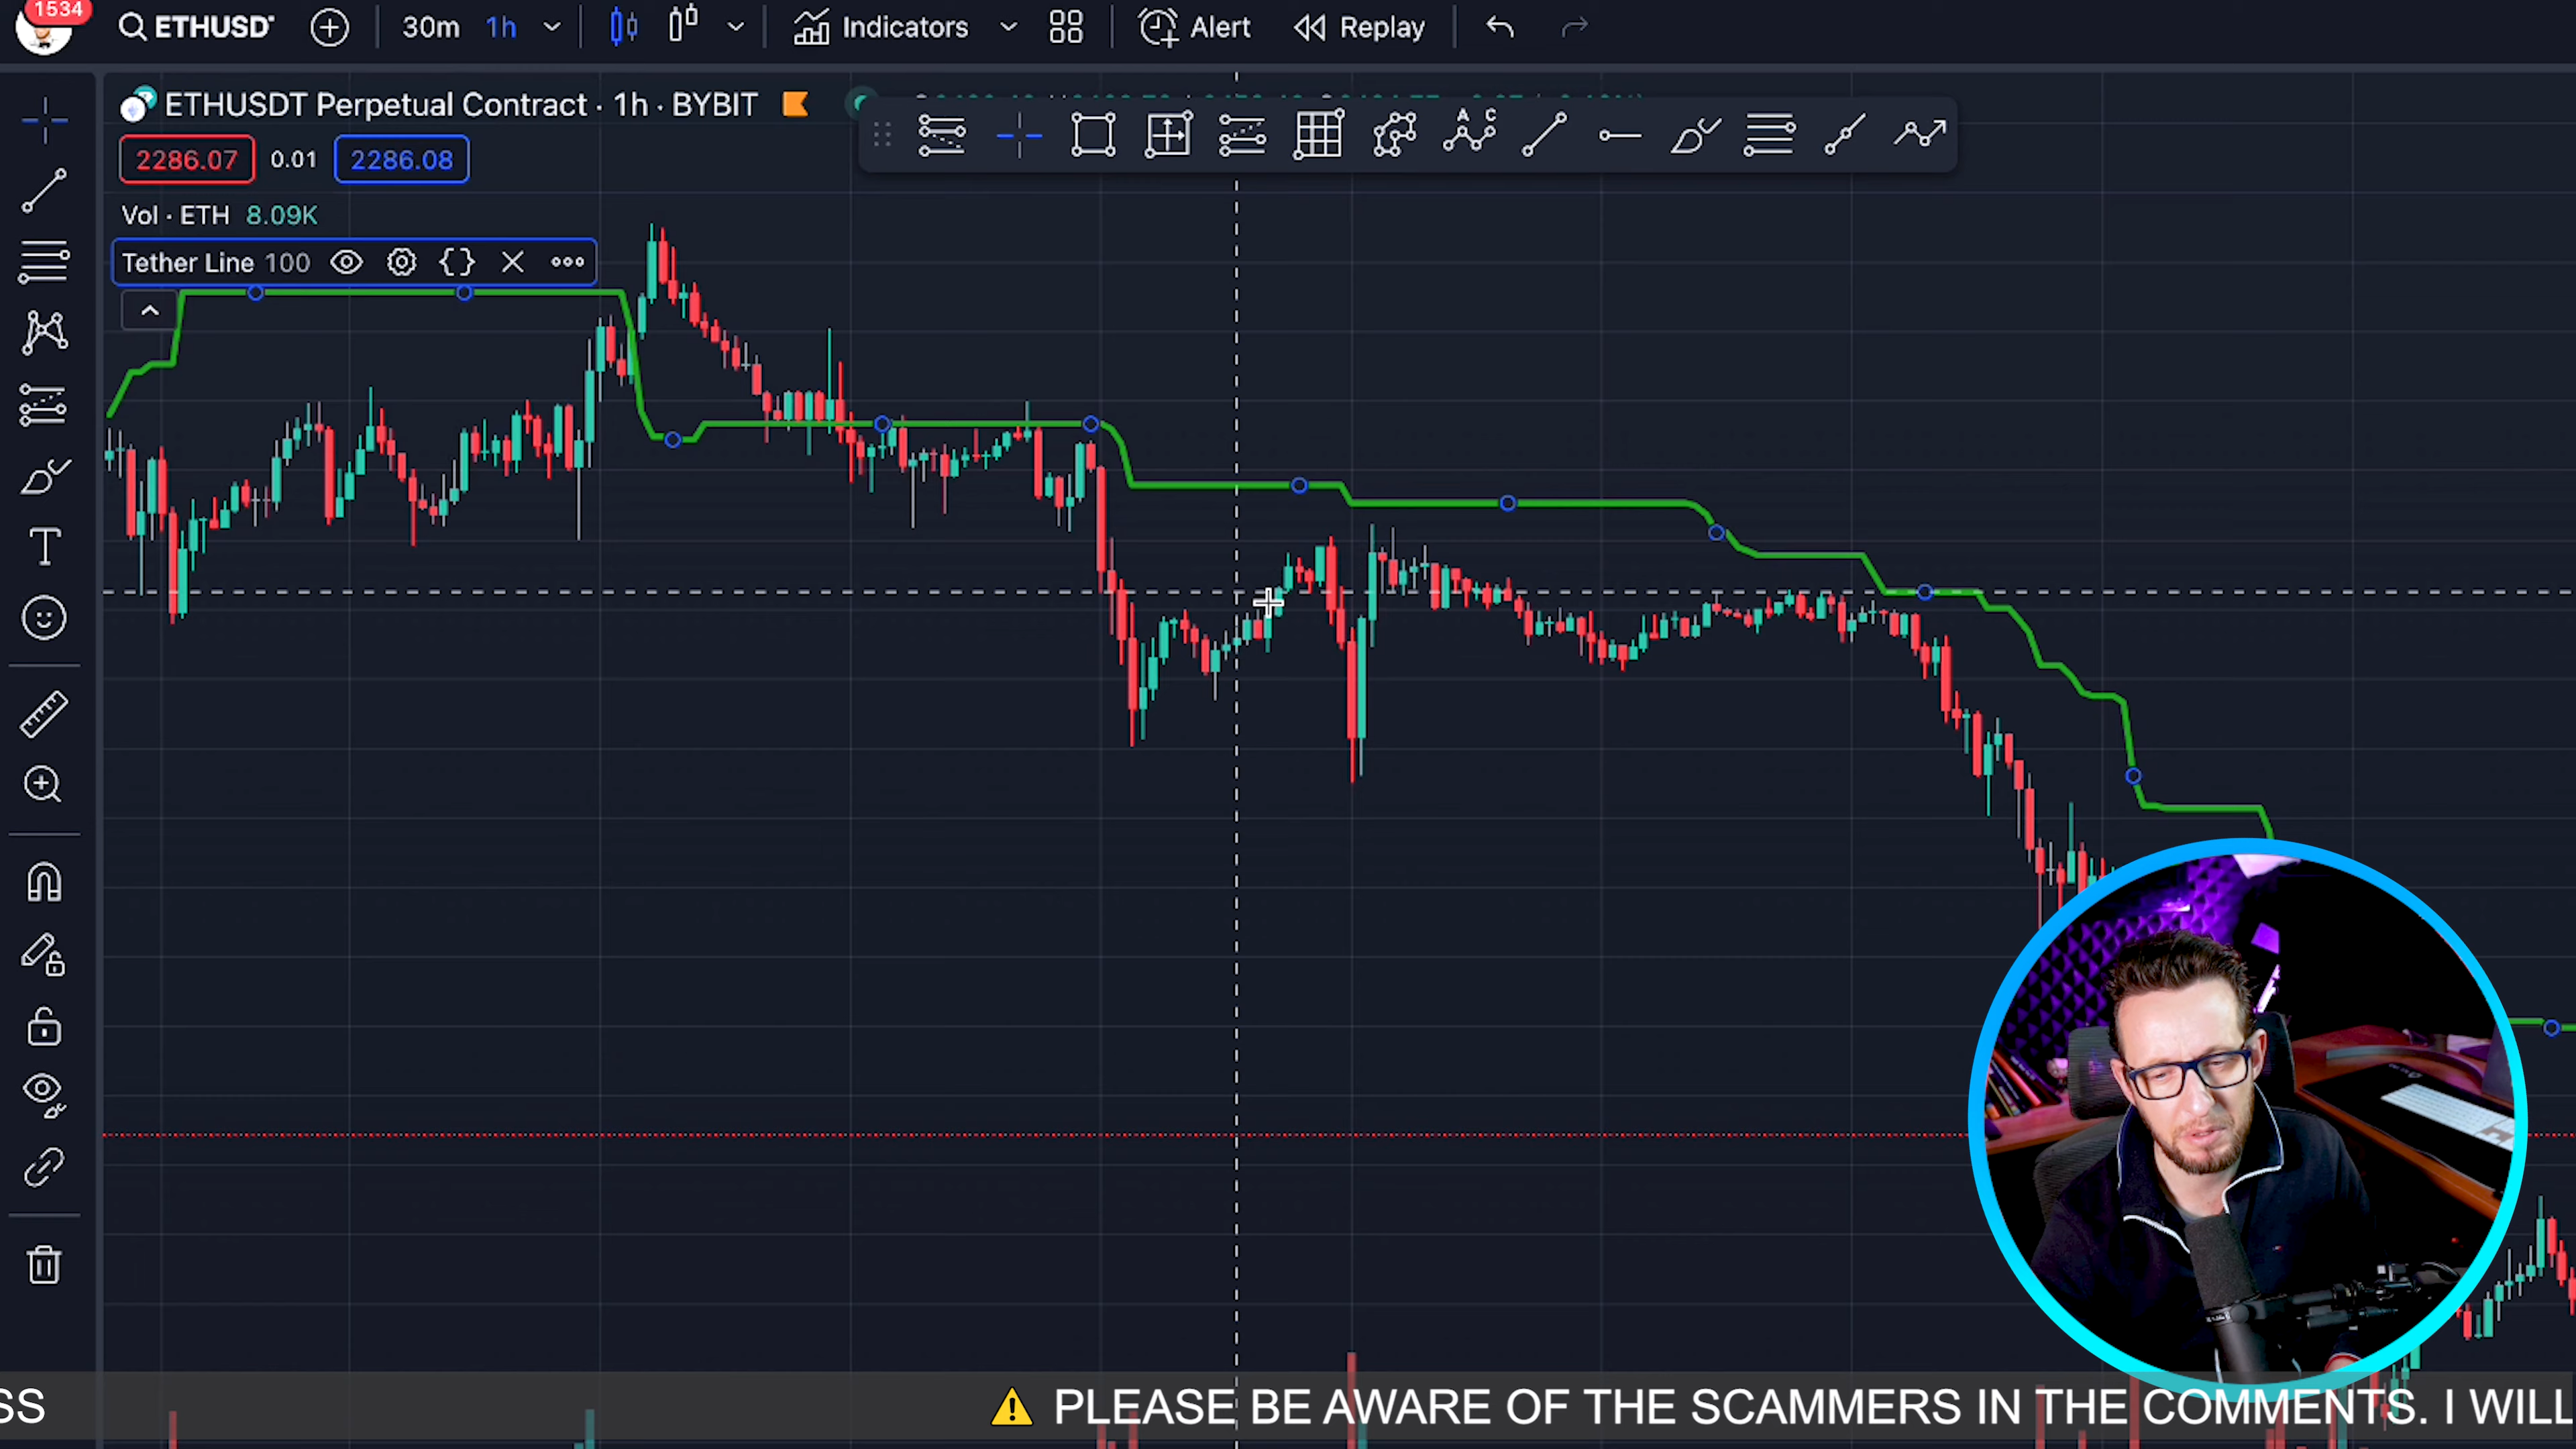 1534
ETHUSD
30m 1h
Indicators
Alert
Replay
ETHUSDT Perpetual Contract · 1h · BYBIT
2286.07 0.01 2286.08
Vol · ETH 8.09K
Tether Line 100
A C
SS ⚠ PLEASE BE AWARE OF THE SCAMMERS IN THE COMMENTS. I WILL